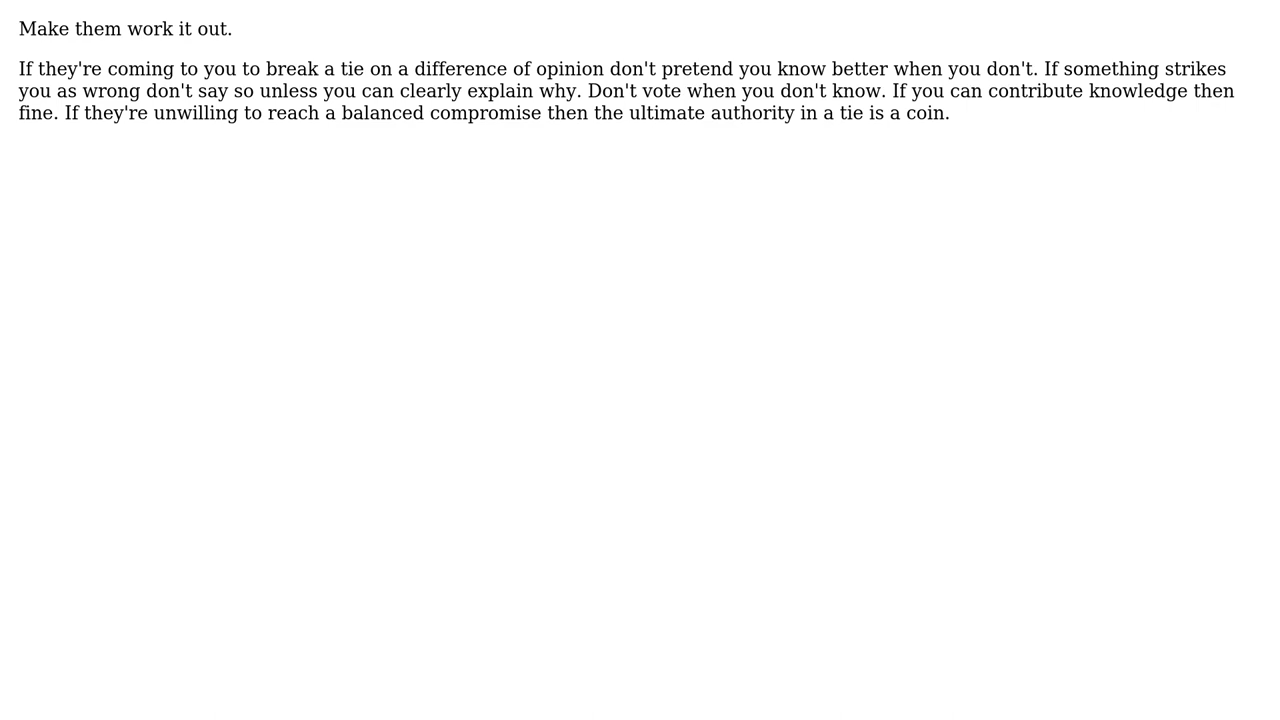 Make them work it out.
If they're coming to you to break a tie on a difference of opinion don't pretend you know better when you don't. If something strikes
you as wrong don't say so unless you can clearly explain why. Don't vote when you don't know. If you can contribute knowledge then
fine. If they're unwilling to reach a balanced compromise then the ultimate authority in a tie is a coin.